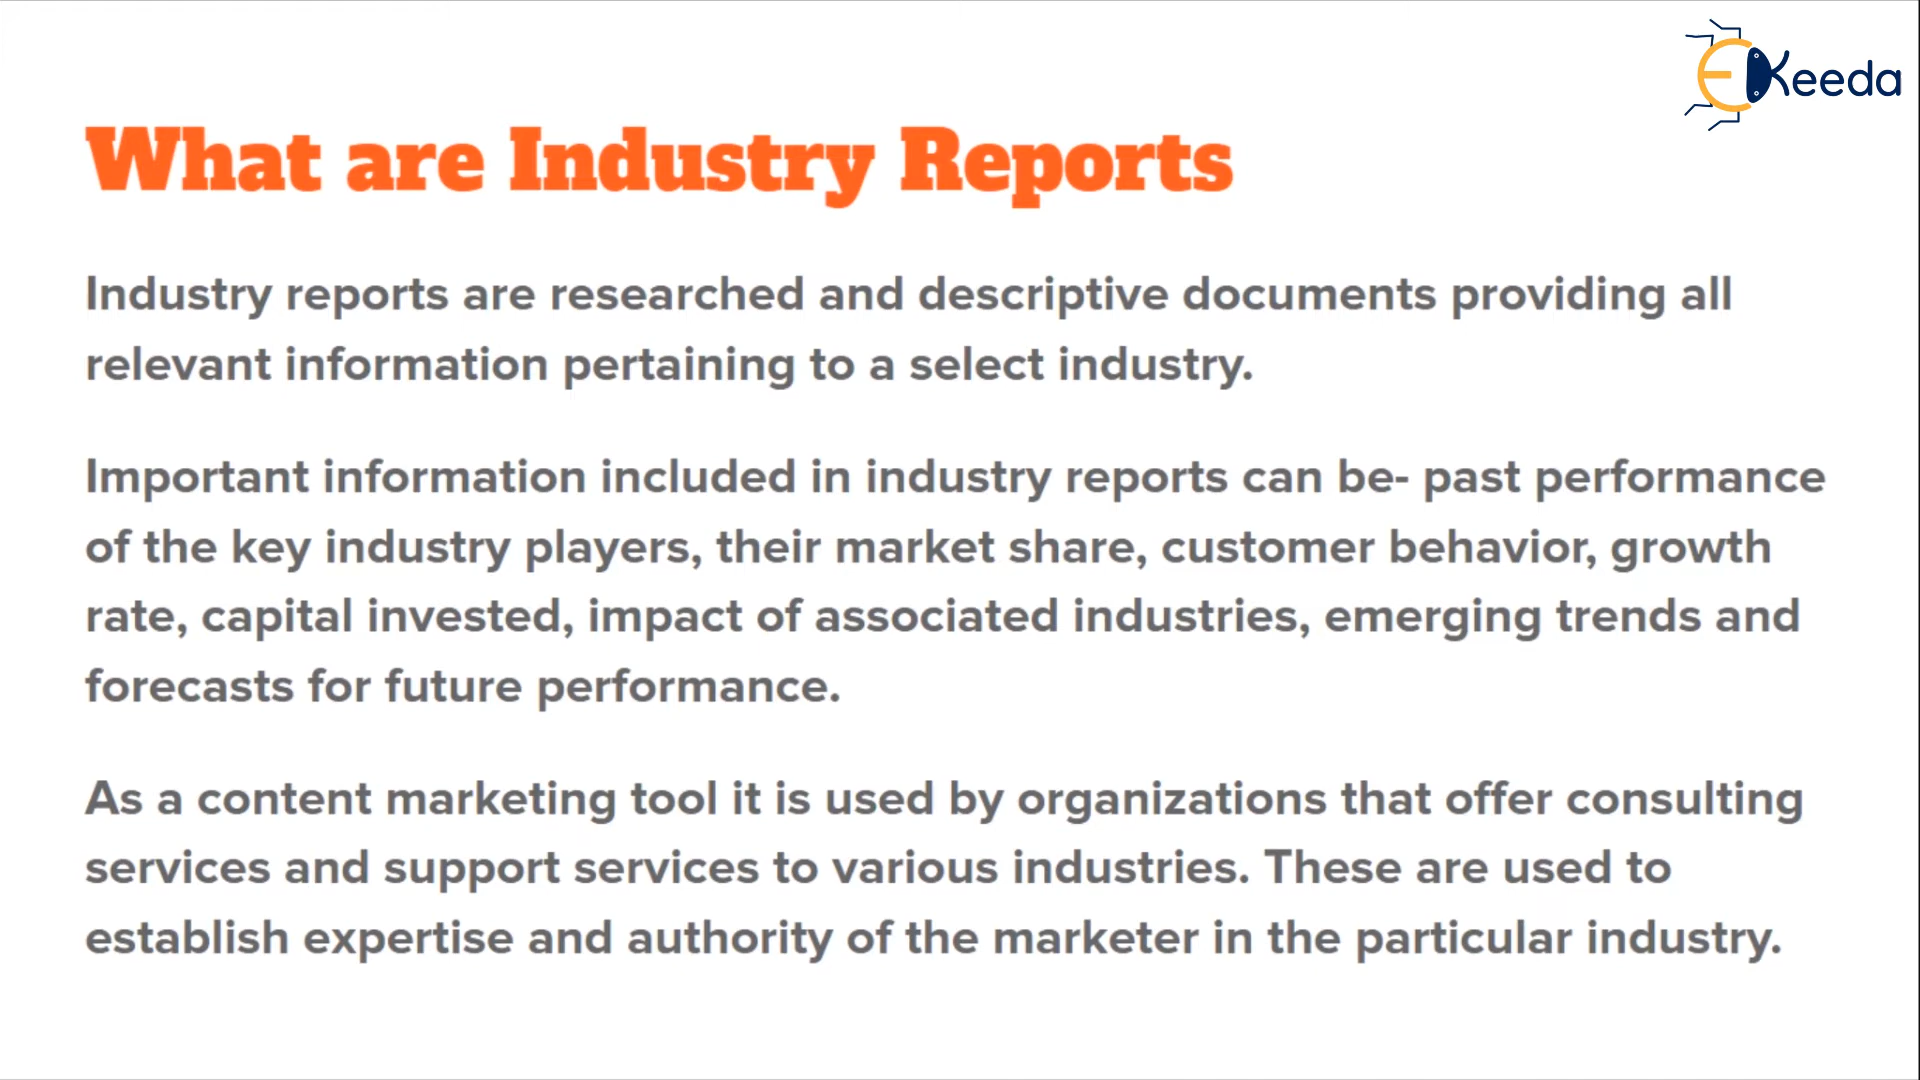 EKeeda
What are Industry Reports
Industry reports are researched and descriptive documents providing all
relevant information pertaining to a select industry.
Important information included in industry reports can be- past performance
of the key industry players, their market share, customer behavior, growth
rate, capital invested, impact of associated industries, emerging trends and
forecasts for future performance.
As a content marketing tool it is used by organizations that offer consulting
services and support services to various industries. These are used to
establish expertise and authority of the marketer in the particular industry.